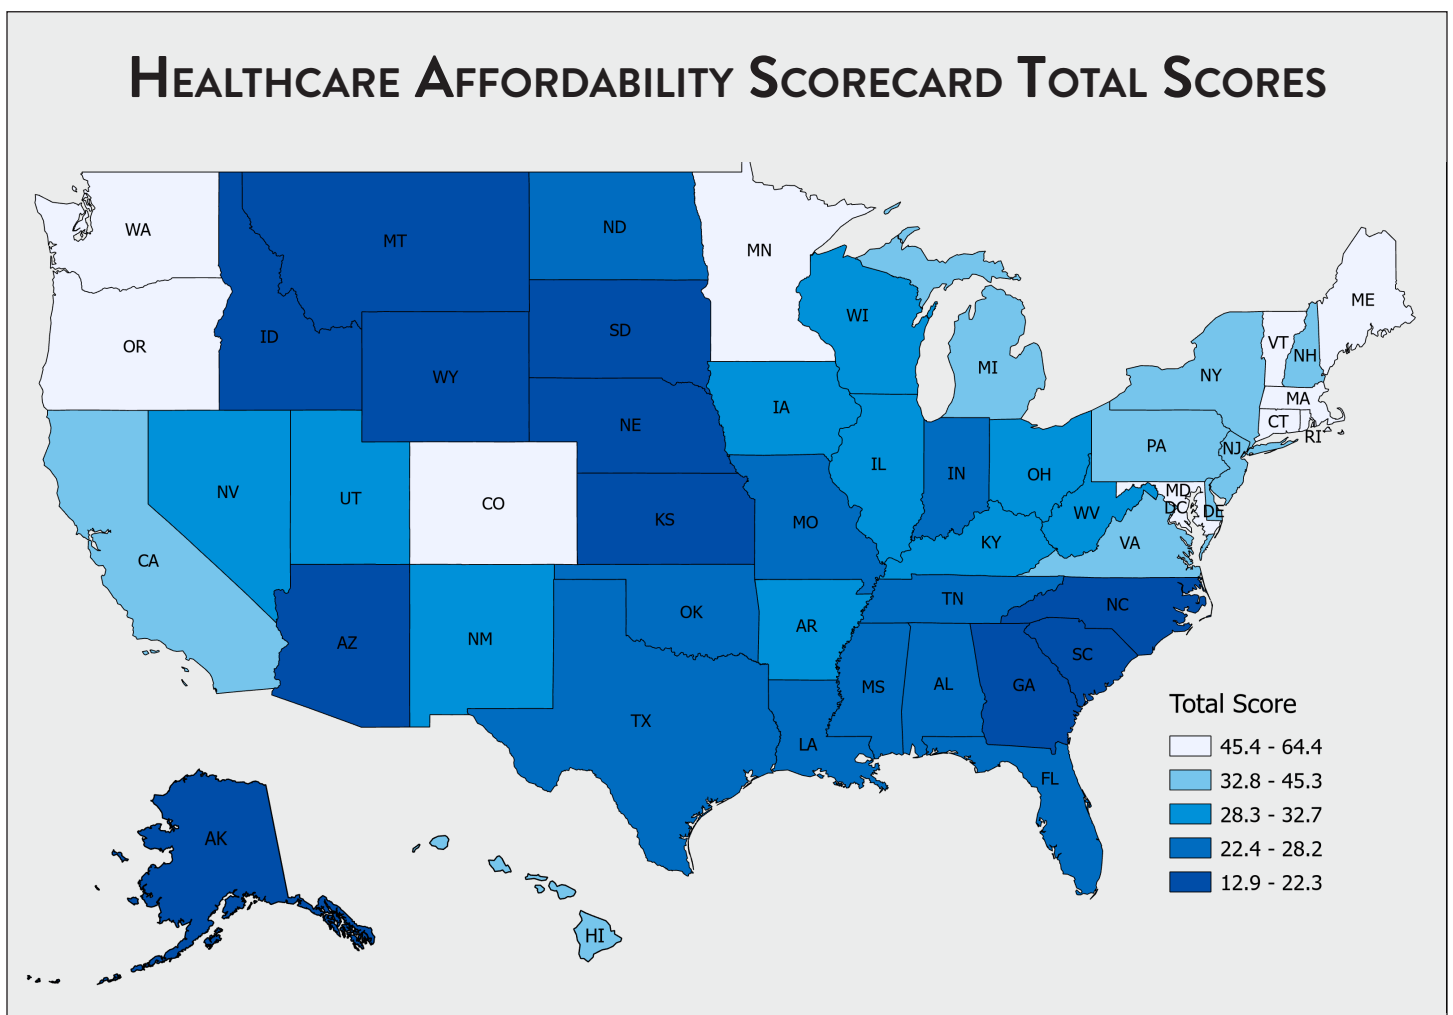 Healthcare Affordability Scorecard Total Scores
WA
MT
ND
MN
ME
OR
ID
SD
WI
VT
NH
WY
MI
NY
MA
IA
NE
CT
RI
NV
UT
CO
IL
IN
OH
PA
NJ
KS
MO
WV
MD
DC
DE
CA
KY
VA
AZ
NM
OK
AR
TN
NC
SC
TX
LA
MS
AL
GA
FL
AK
HI
Total Score
45.4 - 64.4
32.8 - 45.3
28.3 - 32.7
22.4 - 28.2
12.9 - 22.3